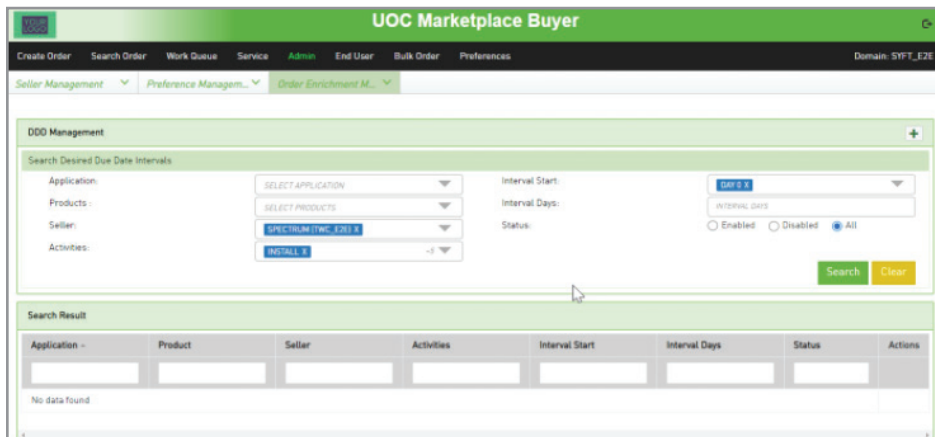 YOUR LOGO
UOC Marketplace Buyer
Create Order Search Order Work Queue Service Admin End User Bulk Order Preferences Domain: SYFT_E2E
Seller Management Preference Managem... Order Enrichment M...
DDD Management
Search Desired Due Date Intervals
Application: SELECT APPLICATION Interval Start: DAY 0 X
Products : SELECT PRODUCTS Interval Days: INTERVAL DAYS
Seller: SPECTRUM (TWC_E2E) X Status: Enabled Disabled All
Activities: INSTALL X +5
Search Clear
Search Result
Application Product Seller Activities Interval Start Interval Days Status Actions
No data found